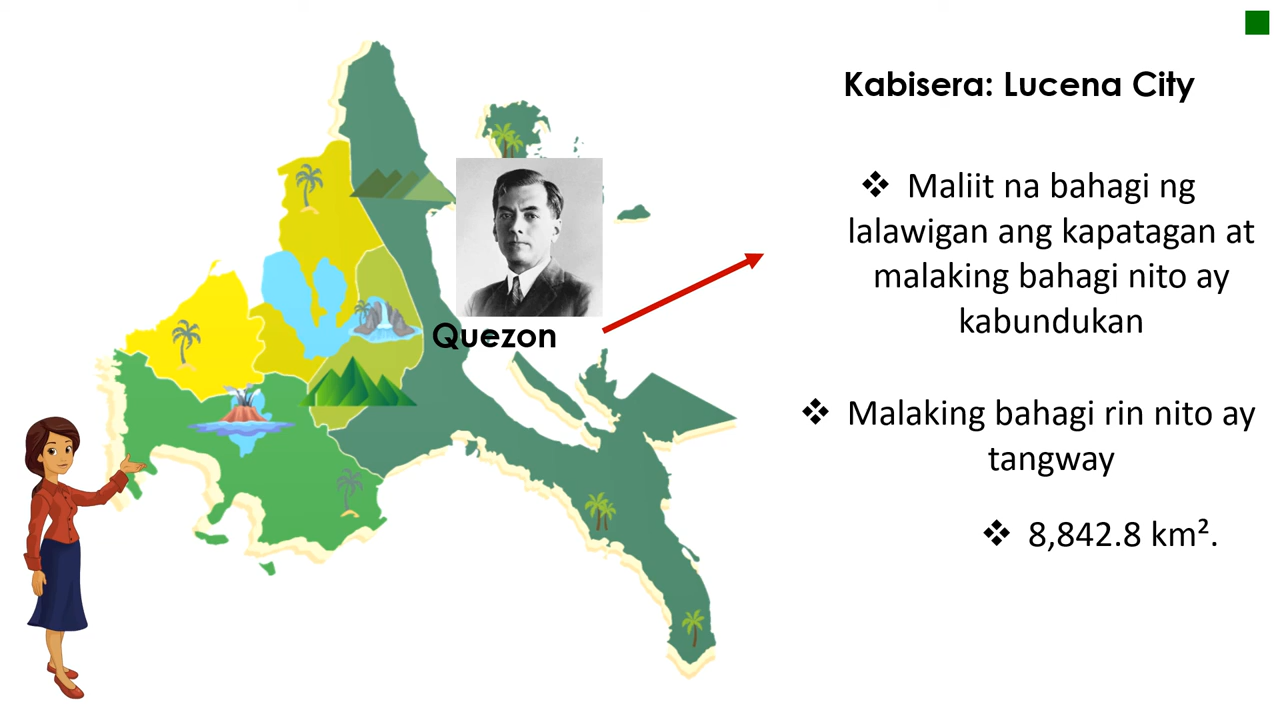 Kabisera: Lucena City
❖ Maliit na bahagi ng
lalawigan ang kapatagan at
malaking bahagi nito ay
kabundukan
Quezon
❖ Malaking bahagi rin nito ay
tangway
❖ 8,842.8 km².